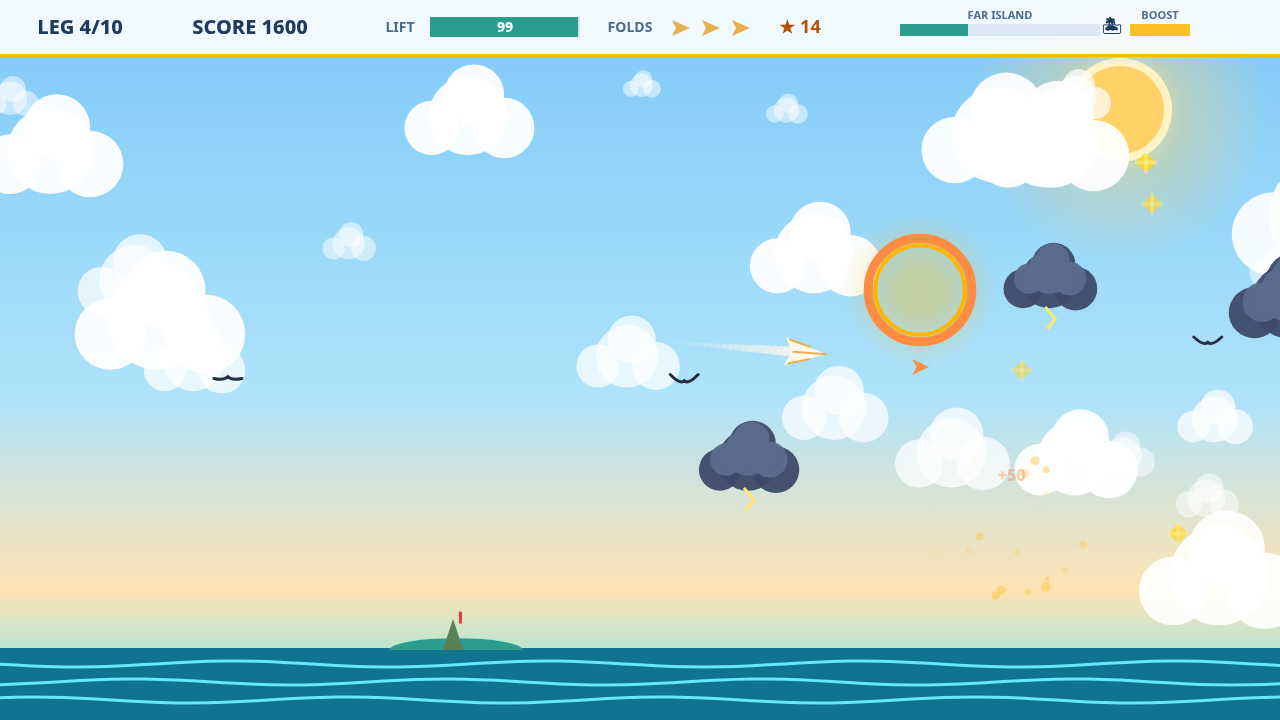 LEG 4/10
SCORE 1600
LIFT
99
FOLDS
★ 14
FAR ISLAND
BOOST
+50